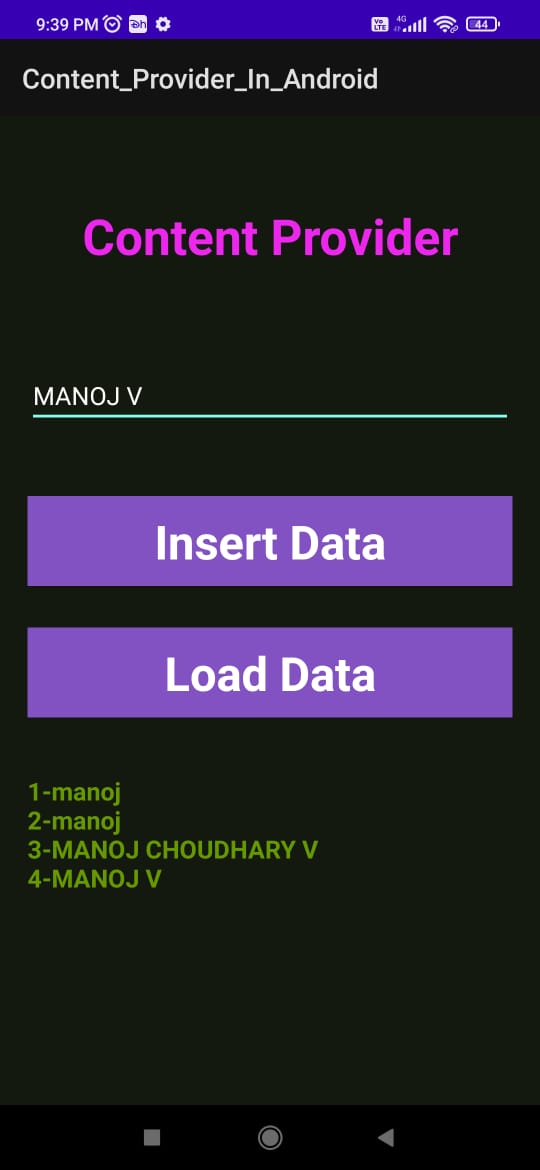 9:39 PM
Vo LTE 4G 44
Content_Provider_In_Android
Content Provider
MANOJ V
Insert Data
Load Data
1-manoj
2-manoj
3-MANOJ CHOUDHARY V
4-MANOJ V